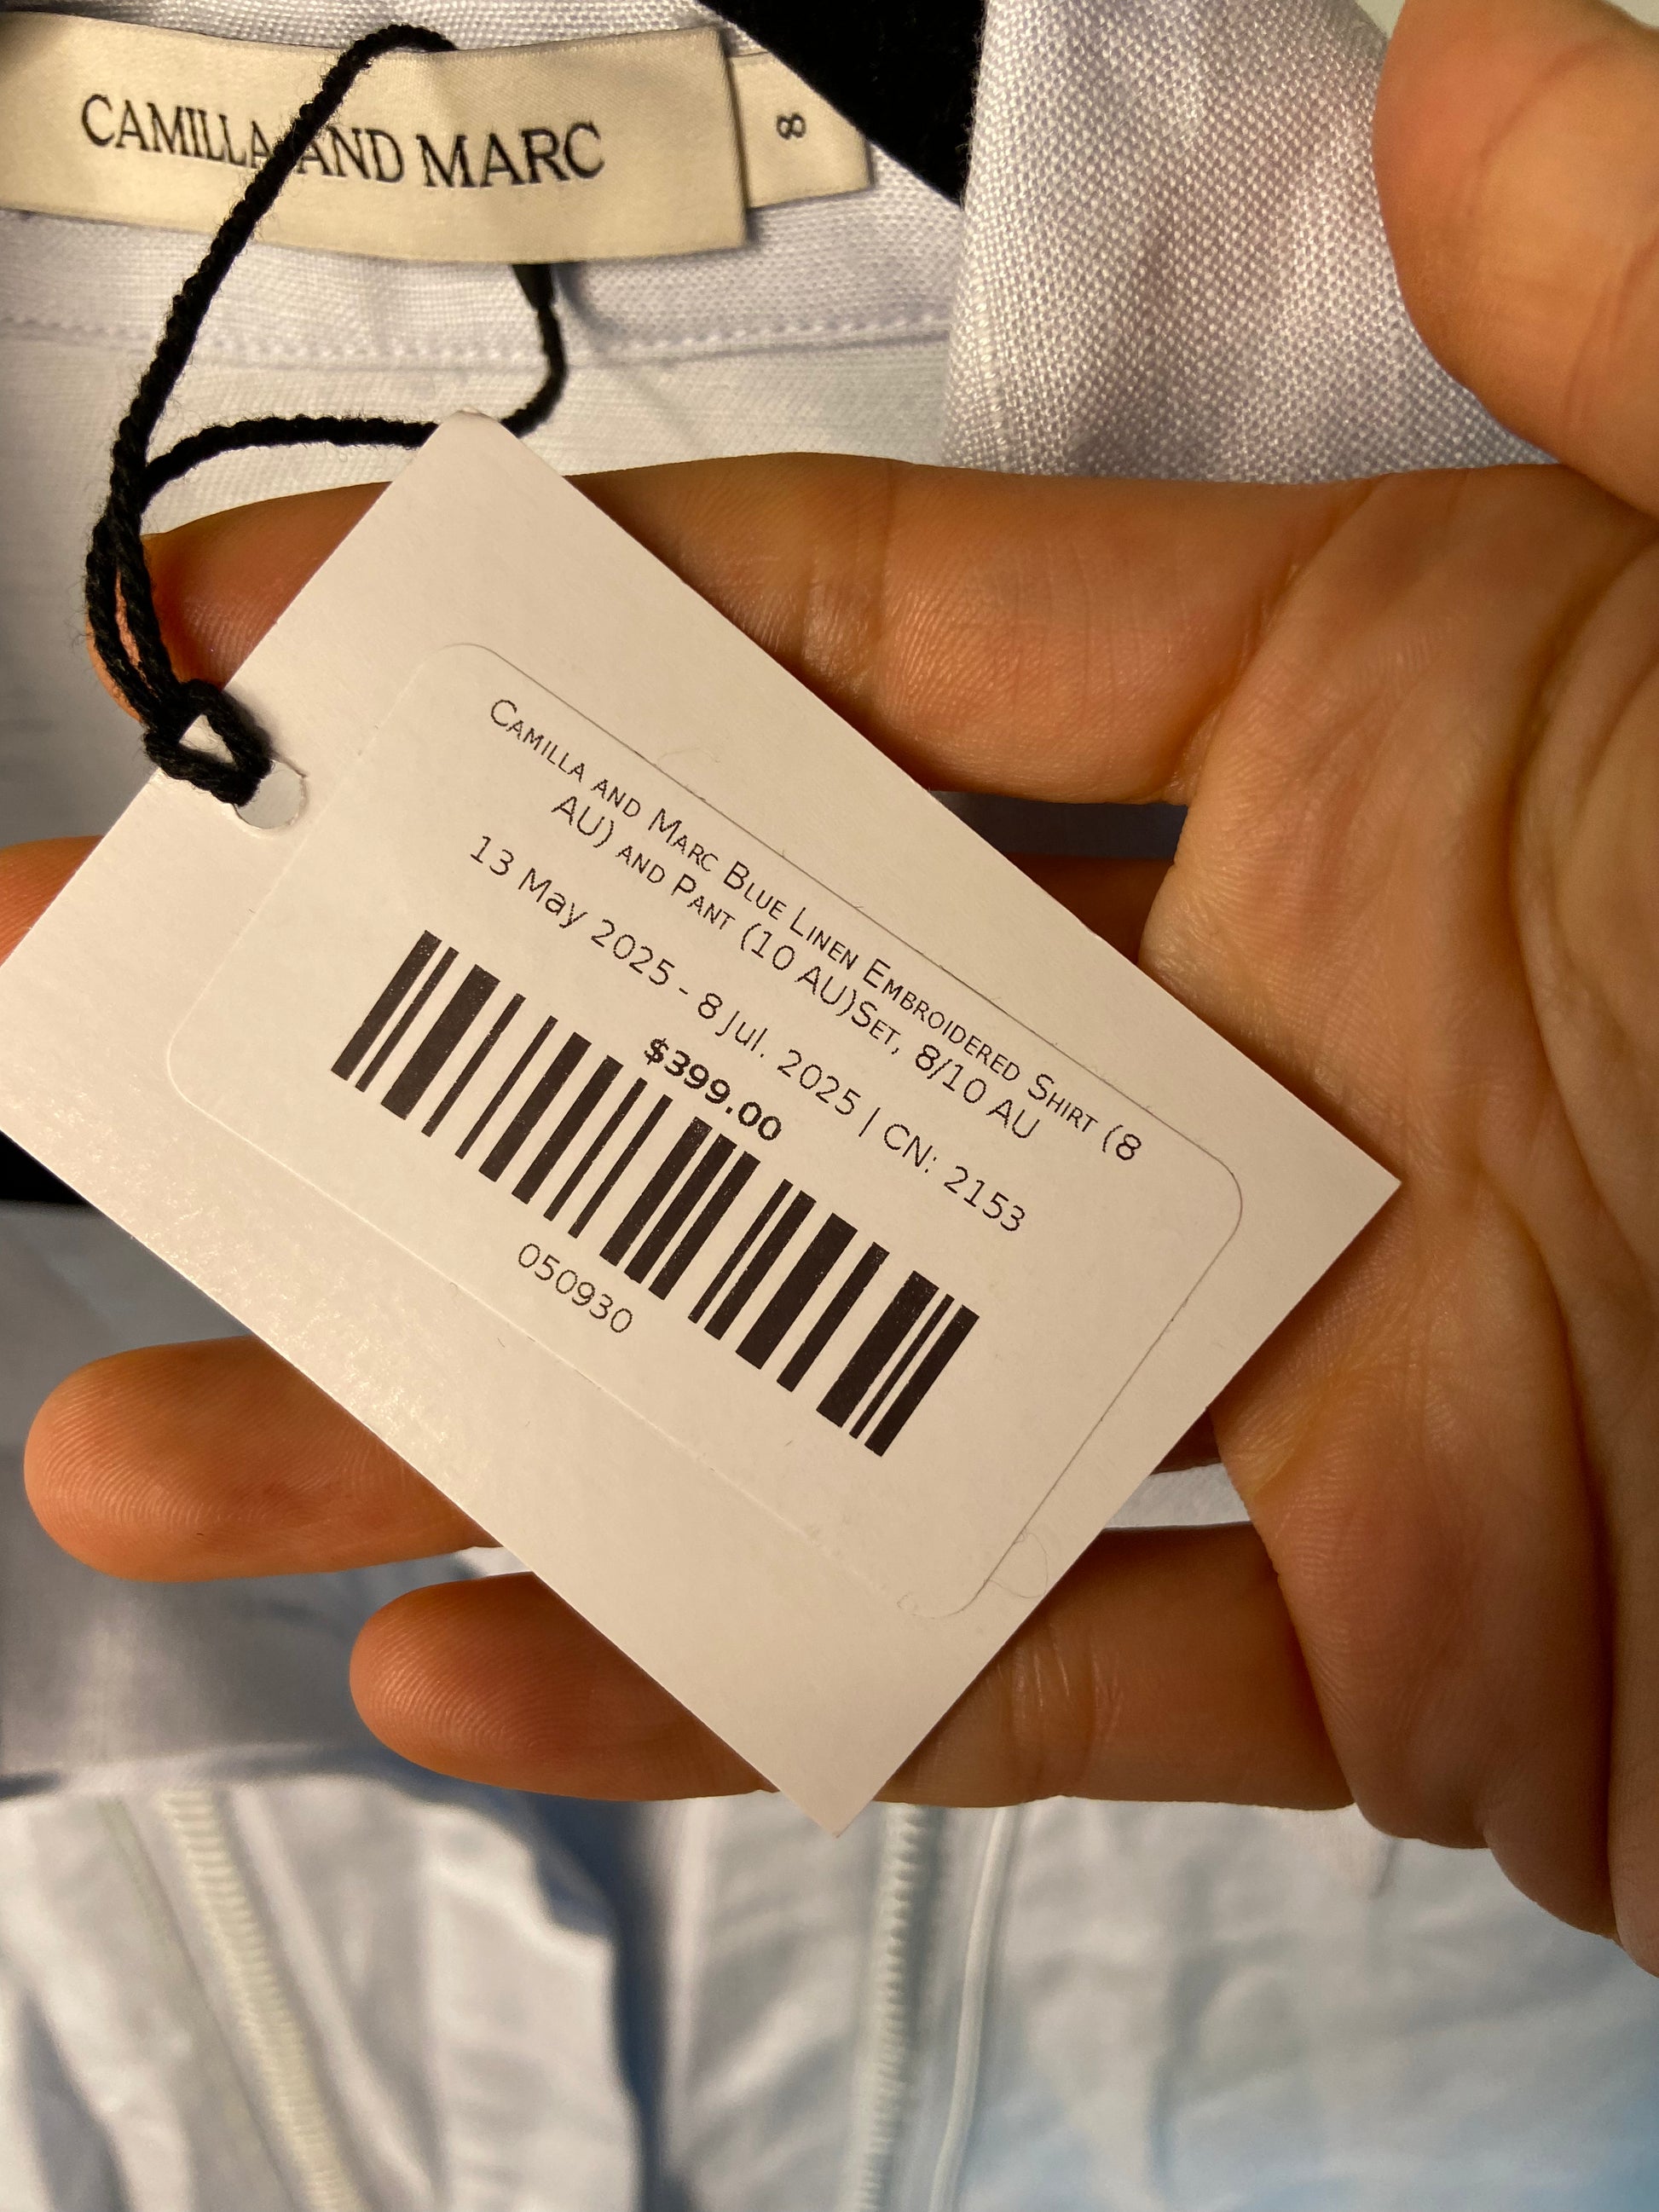 CAMILLA AND MARC
8
Camilla and Marc Blue Linen Embroidered Shirt (8
AU) and Pant (10 AU)Set, 8/10 AU
13 May 2025 - 8 Jul. 2025 | CN: 2153
$399.00
050930